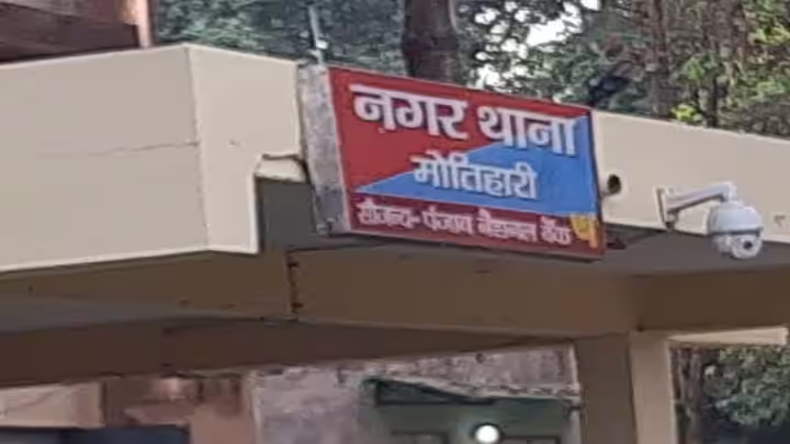 नगर थाना
मोतिहारी
सौजन्य- पंजाब नैशनल बैंक